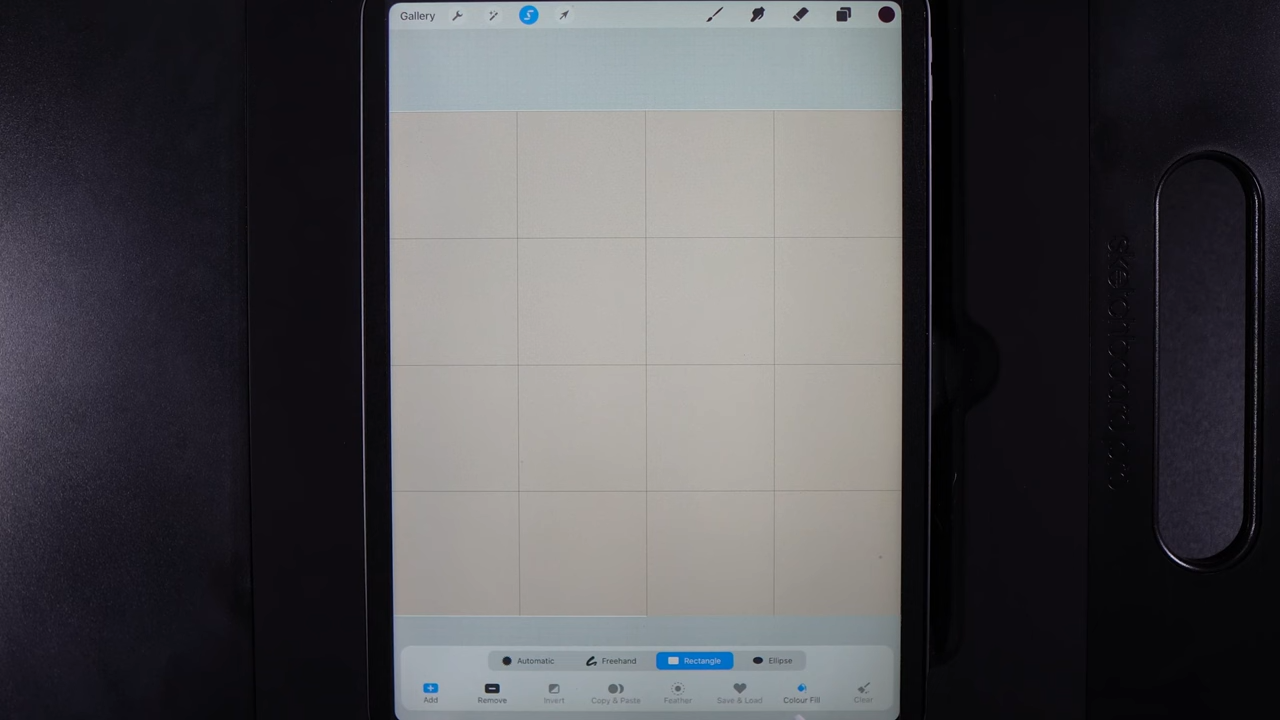 Gallery
Automatic Freehand Rectangle Ellipse
Add Remove Invert Copy & Paste Feather Save & Load Colour Fill Clear